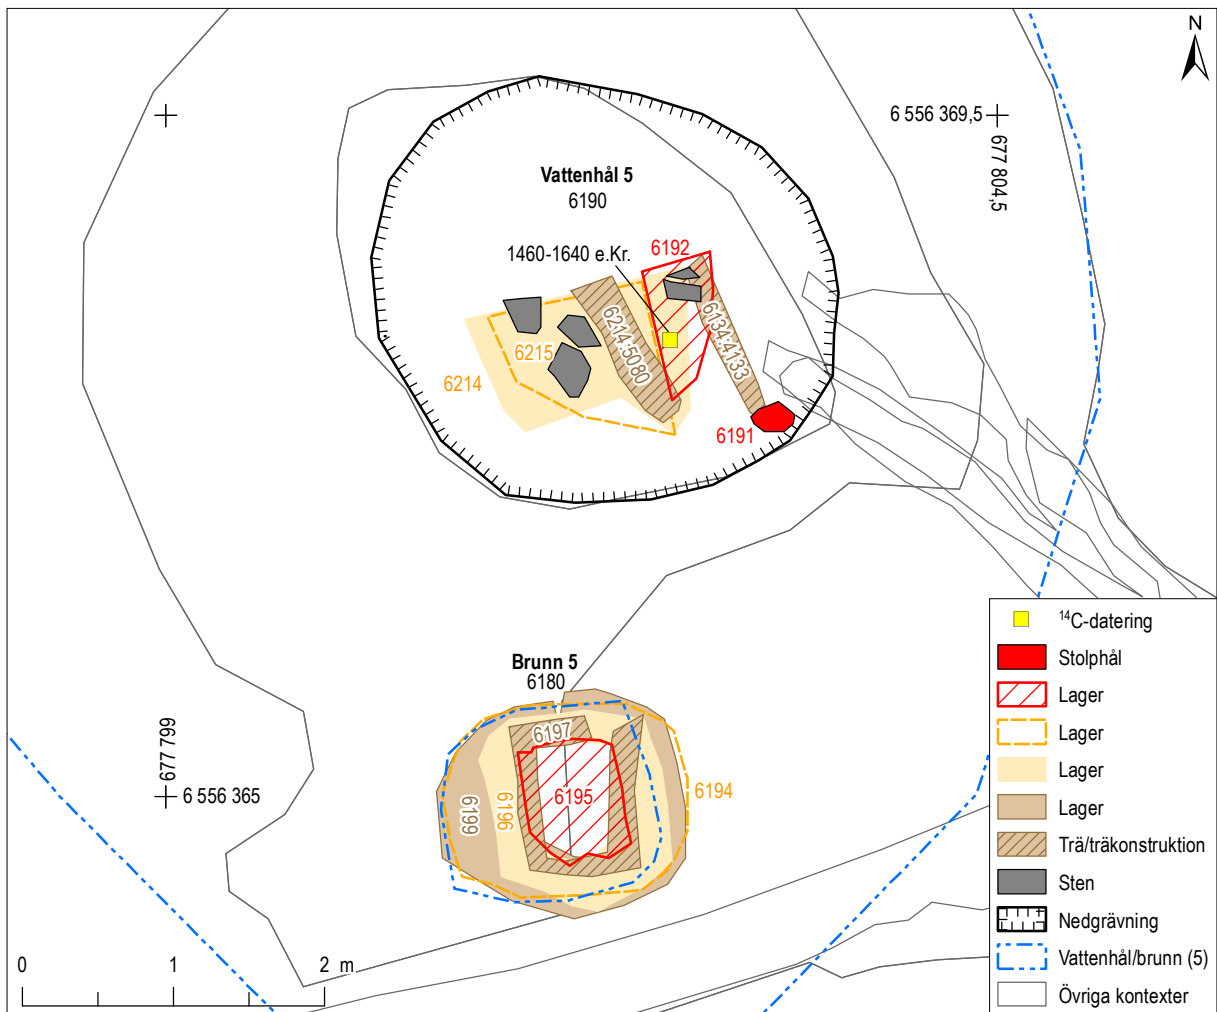 N
6 556 369,5
677 804,5
Vattenhål 5
6190
1460-1640 e.Kr.
6192
6215
6214:5080
6134:4133
6214
6191
Brunn 5
6180
6197
677 799
6 556 365
6195
6194
6196
6199
0 1 2 m
14C-datering
Stolphål
Lager
Lager
Lager
Lager
Trä/träkonstruktion
Sten
Nedgrävning
Vattenhål/brunn (5)
Övriga kontexter